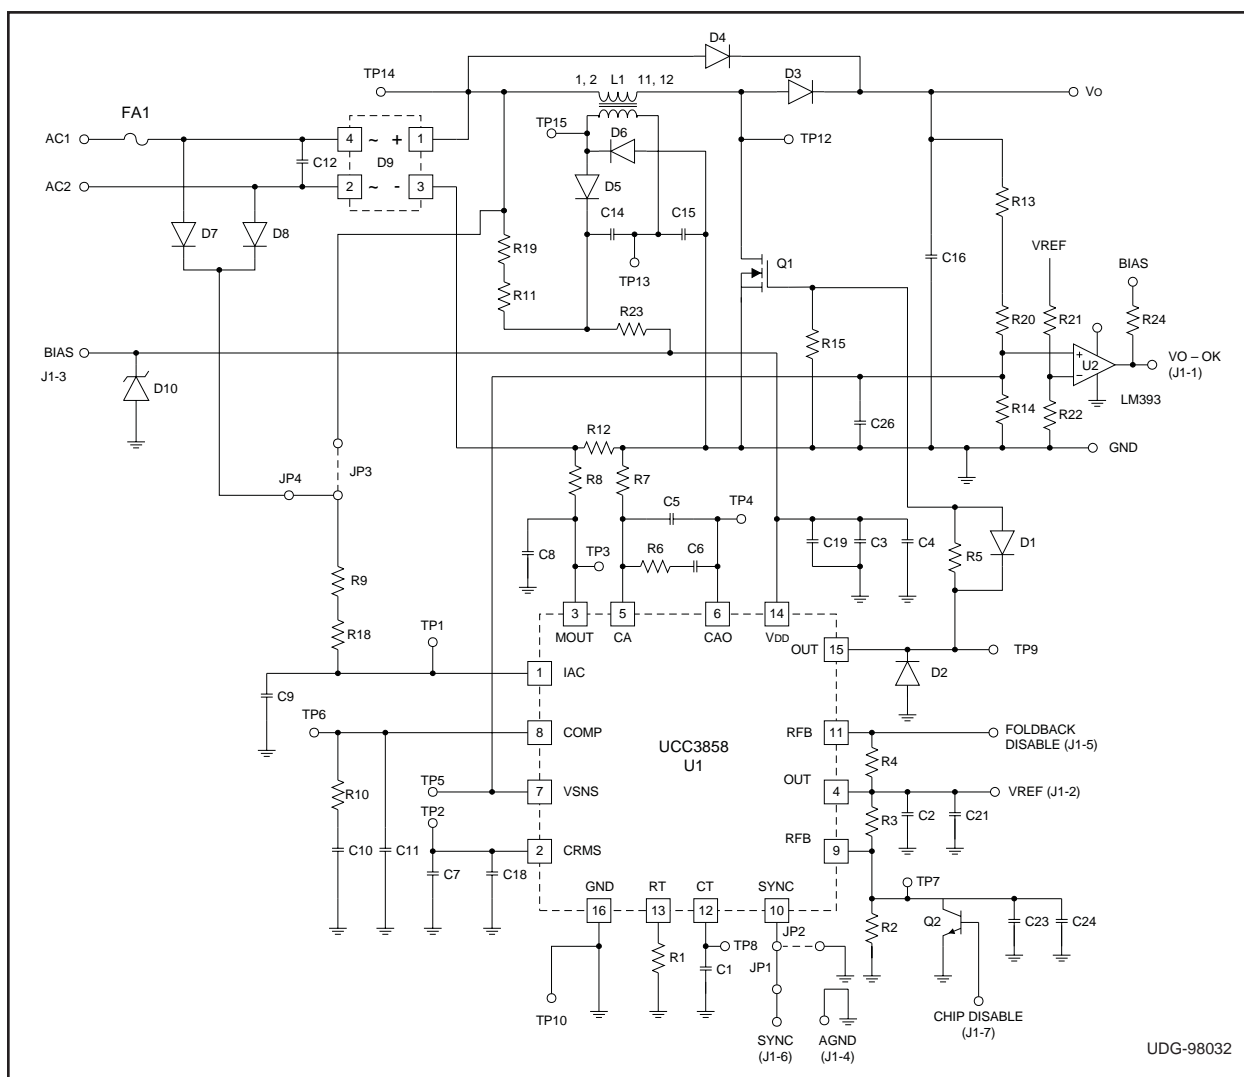 D4
TP14
1, 2 L1 11, 12
D3
VO
FA1
TP15
D6
TP12
AC1
4 ~ + 1
C12
D9
AC2
2 ~ - 3
D5
R13
D7
D8
C14
C15
R19
Q1
VREF
C16
BIAS
TP13
R11
R23
R20
R21
R24
R15
BIAS
J1-3
+
U2
−
VO – OK
(J1-1)
D10
LM393
R14
R22
C26
R12
GND
JP3
JP4
R8
R7
C5
TP4
C8
TP3
R6
C6
C19
C3
C4
R5
D1
R9
R18
TP1
3
5
6
14
MOUT
CA
CAO
VDD
OUT 15
TP9
D2
1 IAC
C9
TP6
8 COMP
UCC3858
U1
RFB 11
FOLDBACK
DISABLE (J1-5)
R4
R10
TP5
7 VSNS
OUT
4
VREF (J1-2)
TP2
R3
C2
C21
C10
C11
2 CRMS
RFB
9
C7
C18
GND
RT
CT
SYNC
TP7
16
13
12
10
R2
Q2
C23
C24
JP2
TP8
R1
C1
JP1
TP10
CHIP DISABLE
(J1-7)
SYNC
(J1-6)
AGND
(J1-4)
UDG-98032